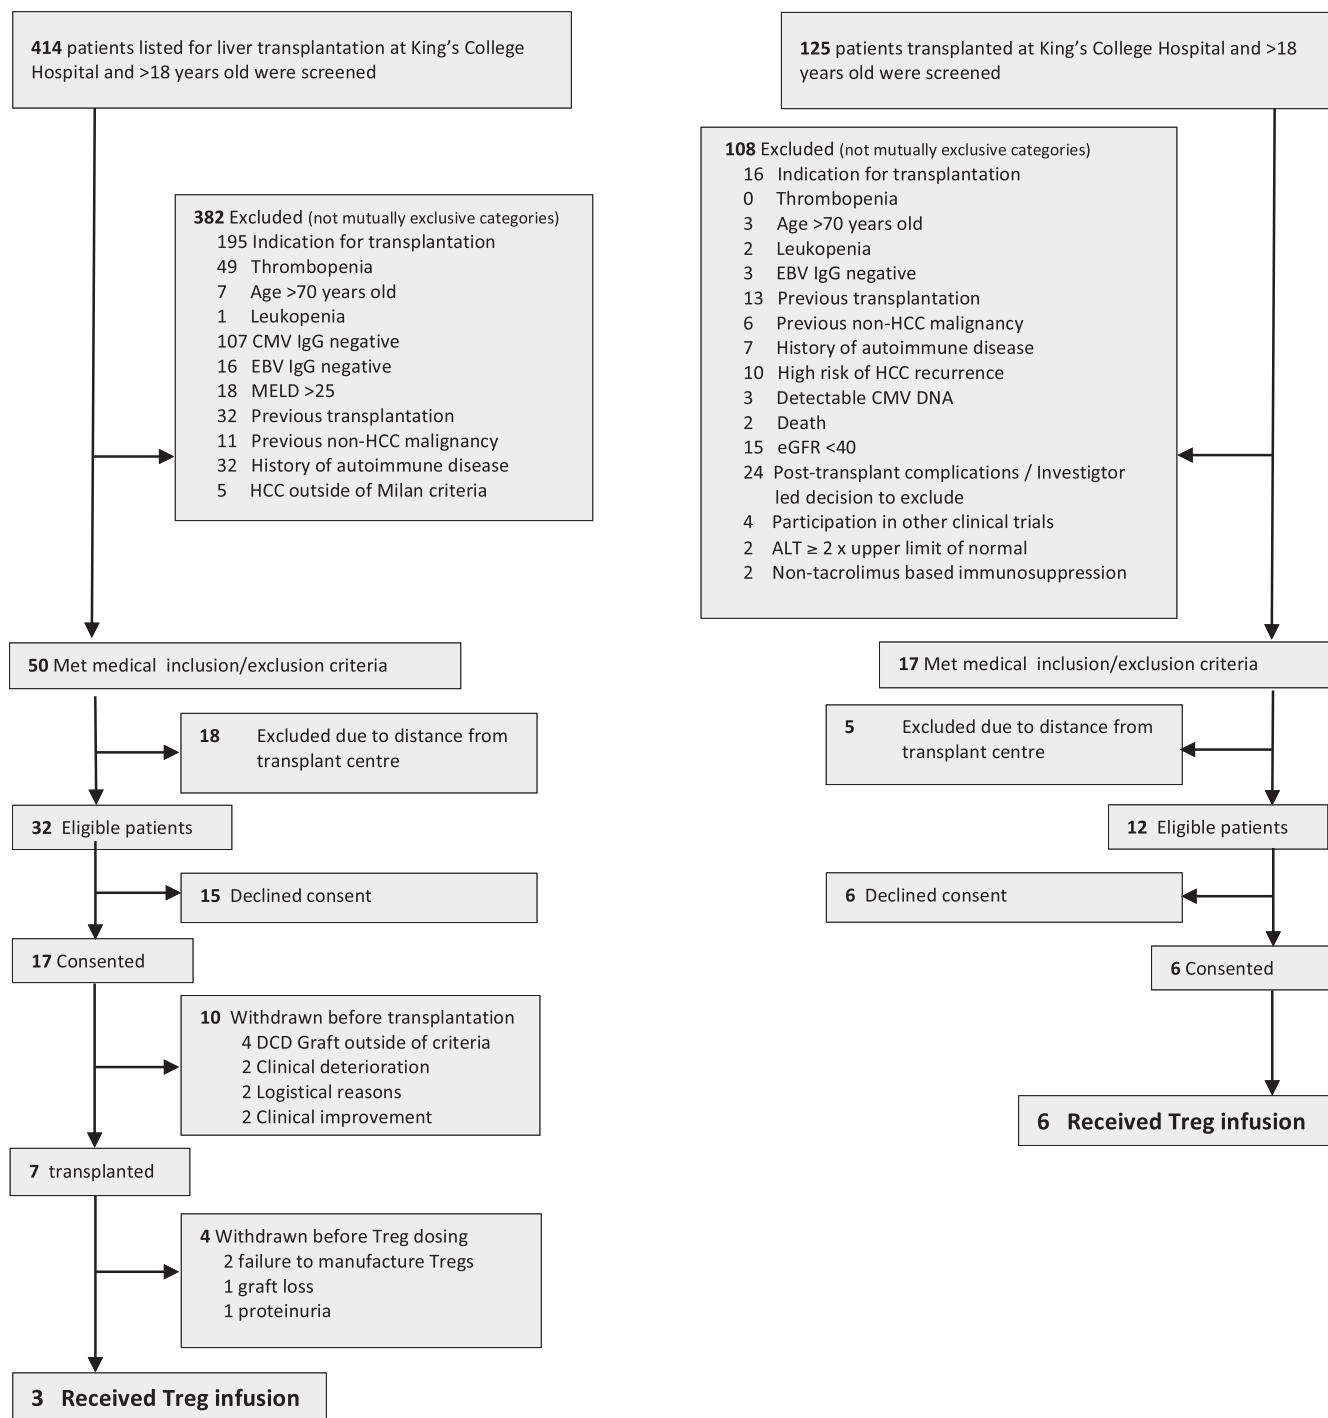 414 patients listed for liver transplantation at King's College
Hospital and >18 years old were screened
382 Excluded (not mutually exclusive categories)
195 Indication for transplantation
49 Thrombopenia
7 Age >70 years old
1 Leukopenia
107 CMV IgG negative
16 EBV IgG negative
18 MELD >25
32 Previous transplantation
11 Previous non-HCC malignancy
32 History of autoimmune disease
5 HCC outside of Milan criteria
50 Met medical inclusion/exclusion criteria
18 Excluded due to distance from
transplant centre
32 Eligible patients
15 Declined consent
17 Consented
10 Withdrawn before transplantation
4 DCD Graft outside of criteria
2 Clinical deterioration
2 Logistical reasons
2 Clinical improvement
7 transplanted
4 Withdrawn before Treg dosing
2 failure to manufacture Tregs
1 graft loss
1 proteinuria
3 Received Treg infusion
125 patients transplanted at King's College Hospital and >18
years old were screened
108 Excluded (not mutually exclusive categories)
16 Indication for transplantation
0 Thrombopenia
3 Age >70 years old
2 Leukopenia
3 EBV IgG negative
13 Previous transplantation
6 Previous non-HCC malignancy
7 History of autoimmune disease
10 High risk of HCC recurrence
3 Detectable CMV DNA
2 Death
15 eGFR <40
24 Post-transplant complications / Investigtor
led decision to exclude
4 Participation in other clinical trials
2 ALT ≥ 2 x upper limit of normal
2 Non-tacrolimus based immunosuppression
17 Met medical inclusion/exclusion criteria
5 Excluded due to distance from
transplant centre
12 Eligible patients
6 Declined consent
6 Consented
6 Received Treg infusion